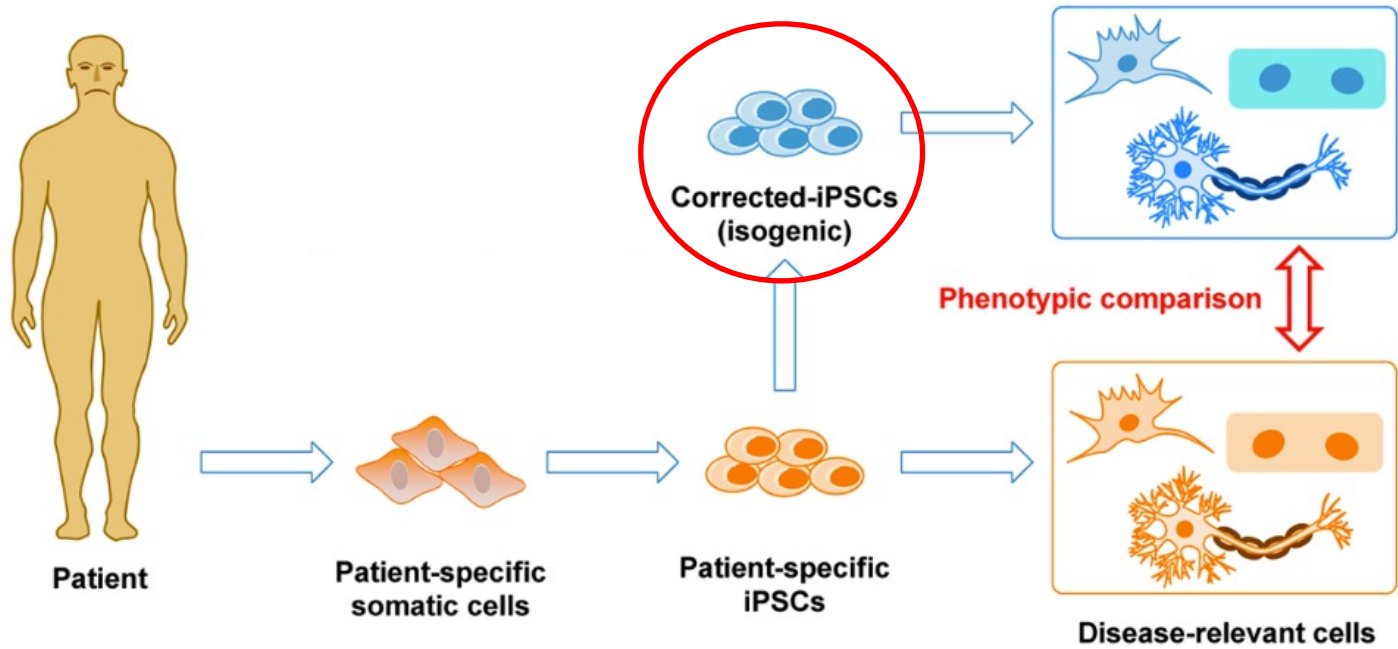 Corrected-iPSCs
(isogenic)
Phenotypic comparison
Patient
Patient-specific
somatic cells
Patient-specific
iPSCs
Disease-relevant cells